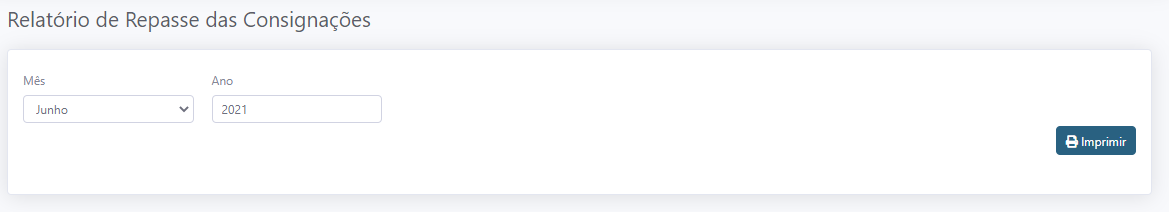 Relatório de Repasse das Consignações
Mês
Ano
Junho
2021
Imprimir